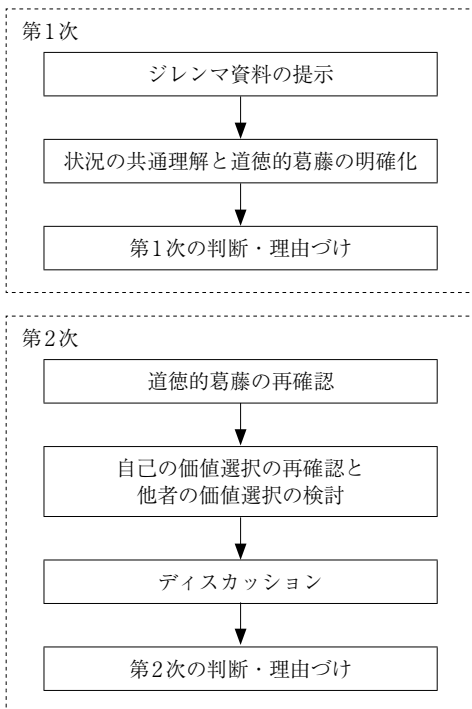 第1次
ジレンマ資料の提示
状況の共通理解と道徳的葛藤の明確化
第1次の判断・理由づけ
第2次
道徳的葛藤の再確認
自己の価値選択の再確認と
他者の価値選択の検討
ディスカッション
第2次の判断・理由づけ